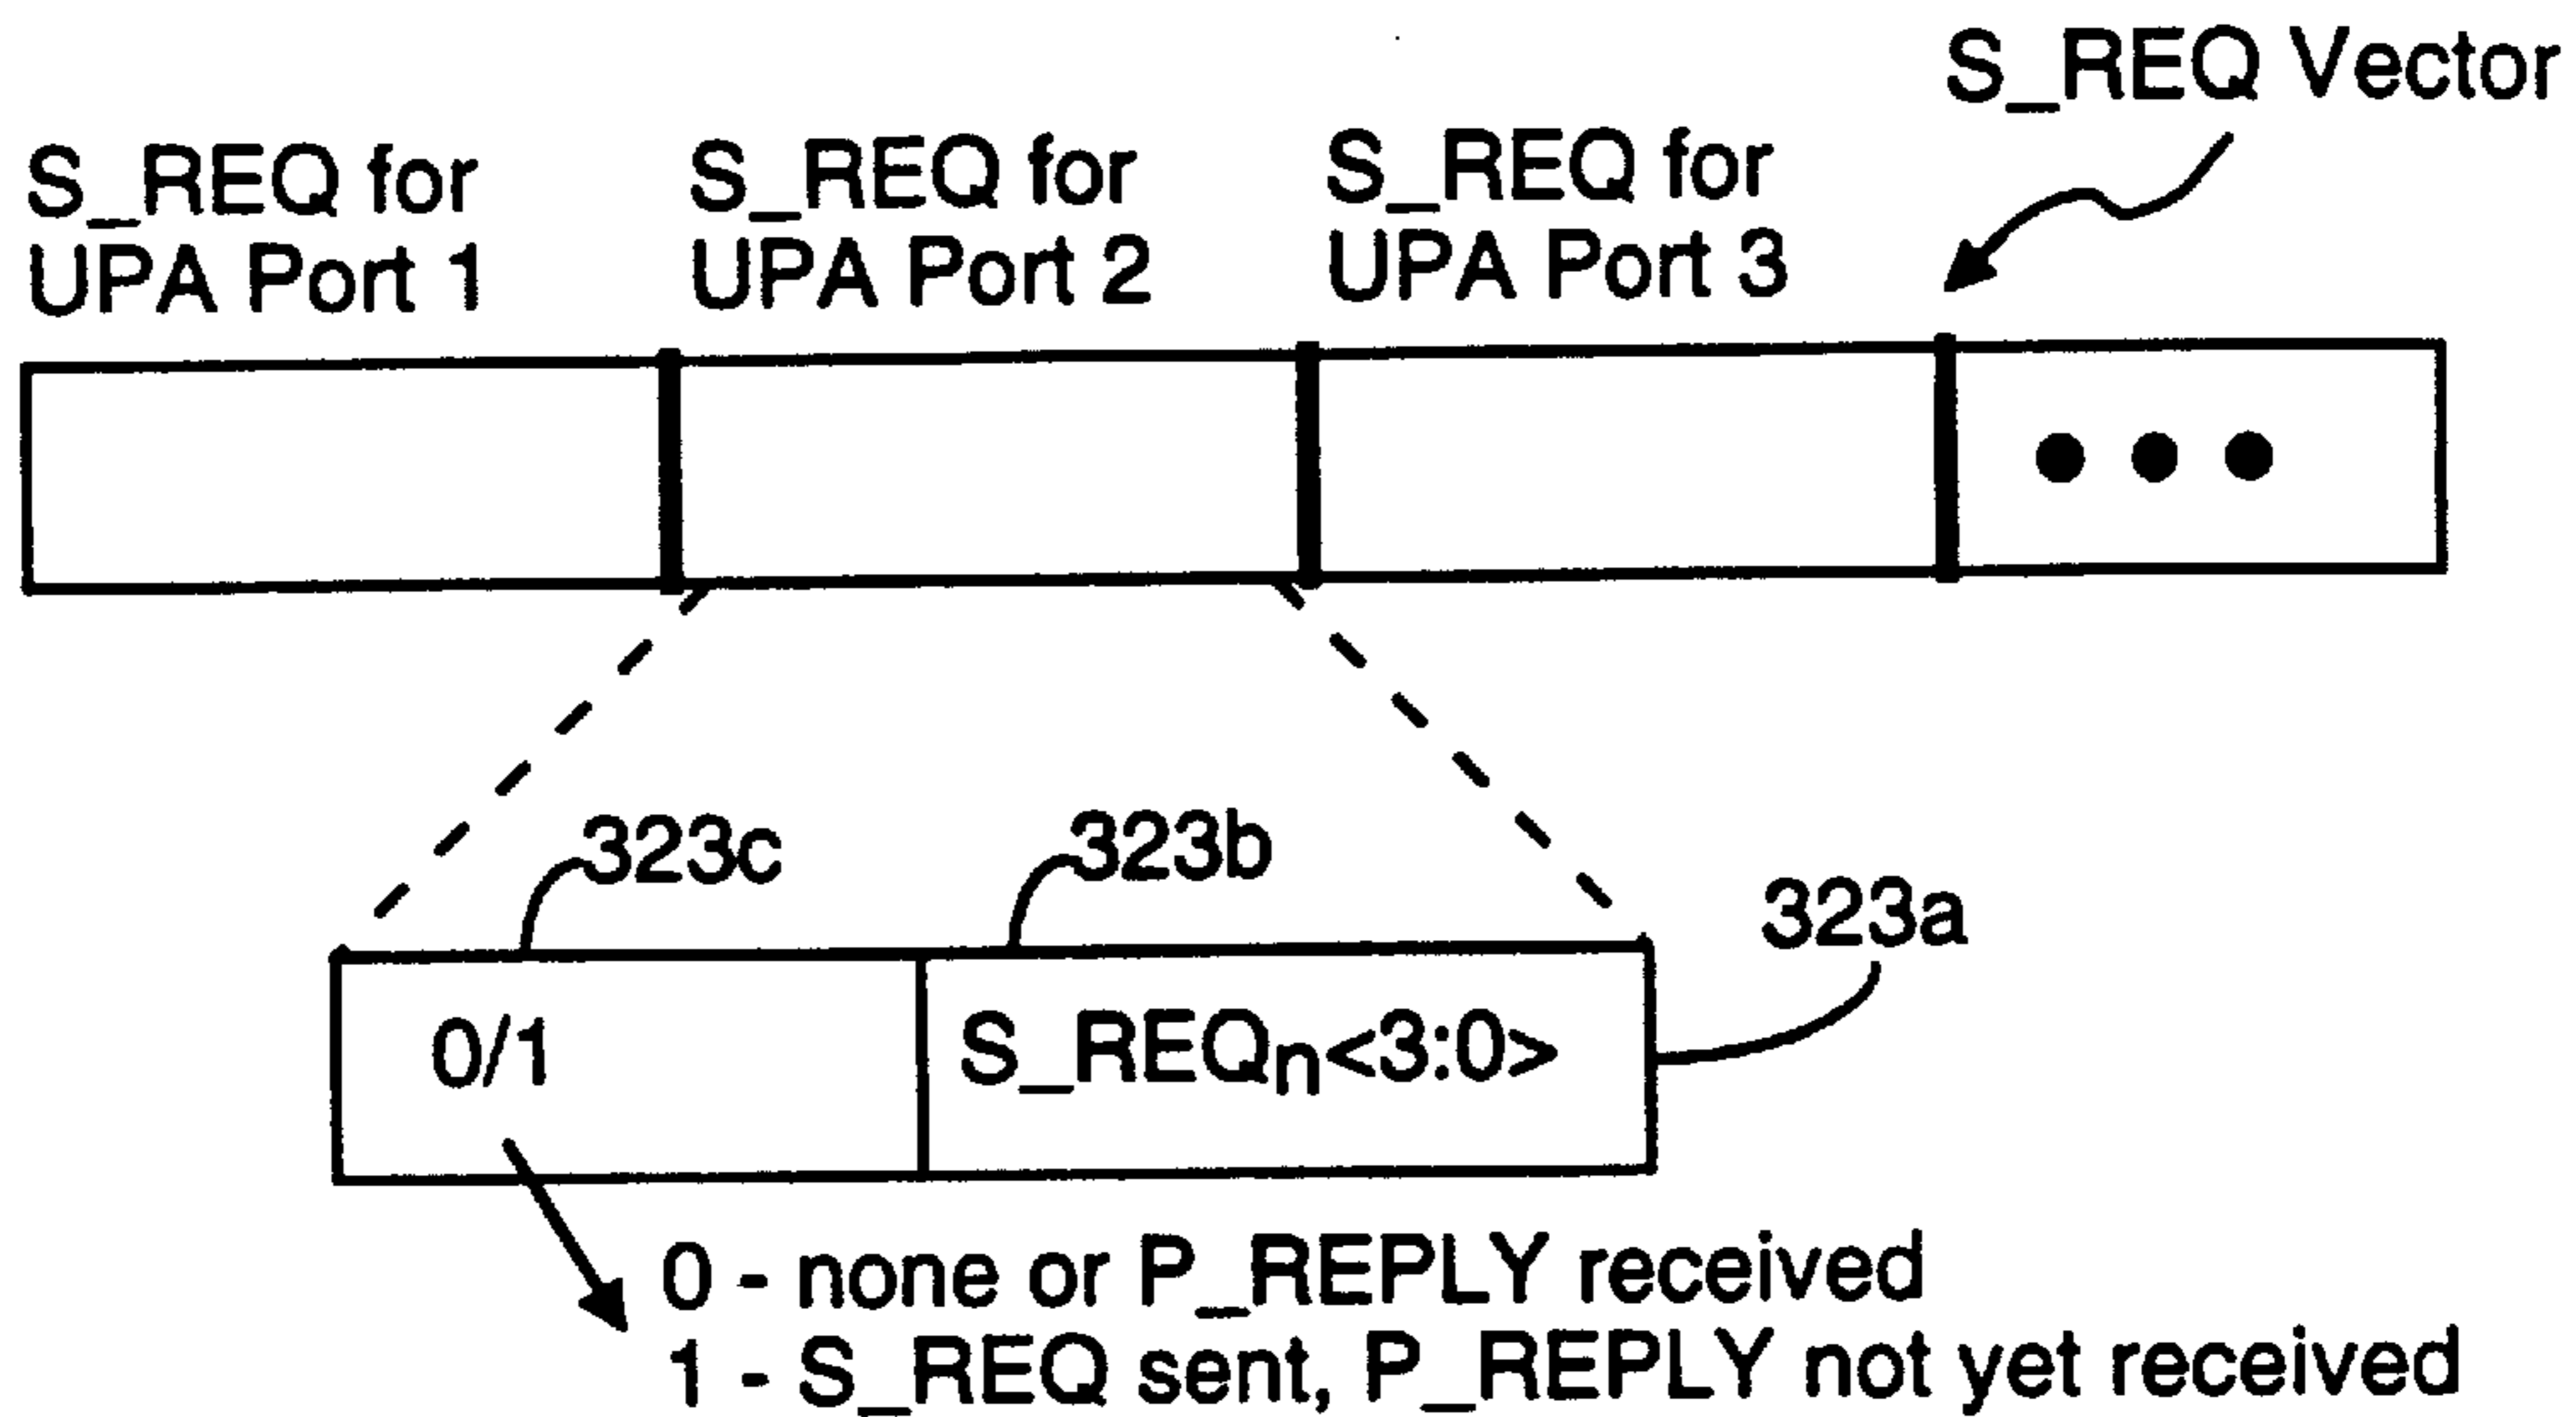 S_REQ Vector
S_REQ for
UPA Port 1
S_REQ for
UPA Port 2
S_REQ for
UPA Port 3
323c
323b
323a
0/1
S_REQn<3:0>
0 - none or P_REPLY received
1 - S_REQ sent, P_REPLY not yet received